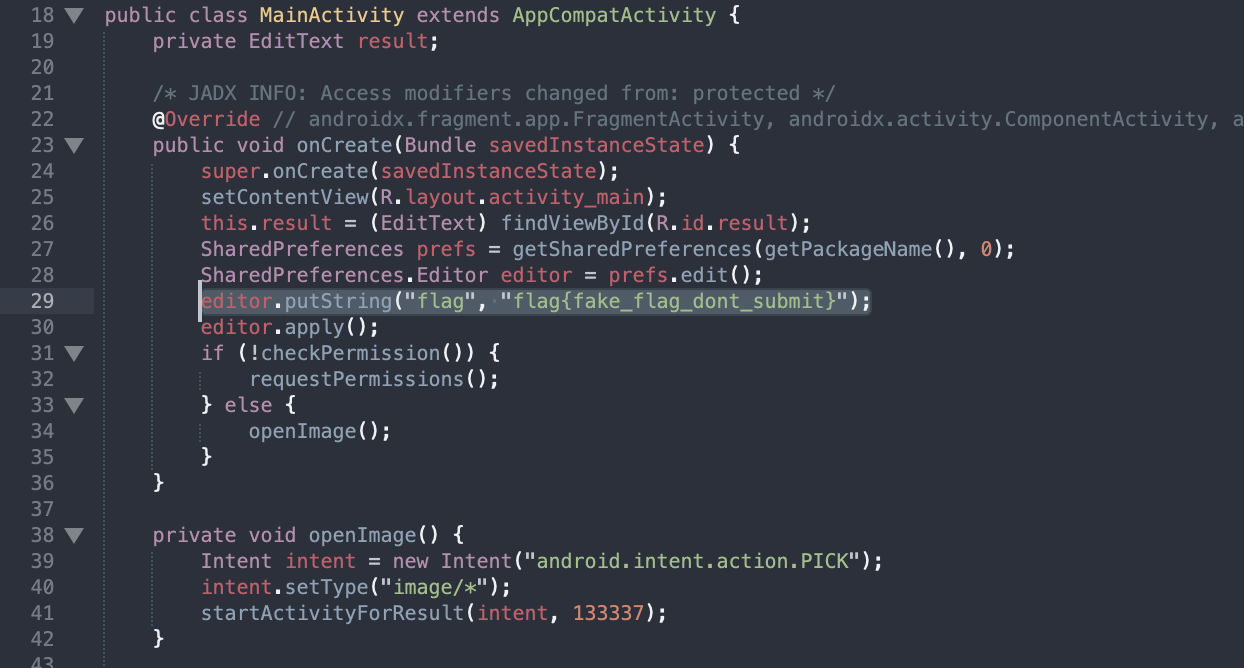 18 public class MainActivity extends AppCompatActivity {
19 private EditText result;
20
21 /* JADX INFO: Access modifiers changed from: protected */
22 @Override // androidx.fragment.app.FragmentActivity, androidx.activity.ComponentActivity, a
23 public void onCreate(Bundle savedInstanceState) {
24 super.onCreate(savedInstanceState);
25 setContentView(R.layout.activity_main);
26 this.result = (EditText) findViewById(R.id.result);
27 SharedPreferences prefs = getSharedPreferences(getPackageName(), 0);
28 SharedPreferences.Editor editor = prefs.edit();
29 editor.putString("flag", "flag{fake_flag_dont_submit}");
30 editor.apply();
31 if (!checkPermission()) {
32 requestPermissions();
33 } else {
34 openImage();
35 }
36 }
37
38 private void openImage() {
39 Intent intent = new Intent("android.intent.action.PICK");
40 intent.setType("image/*");
41 startActivityForResult(intent, 133337);
42 }
43